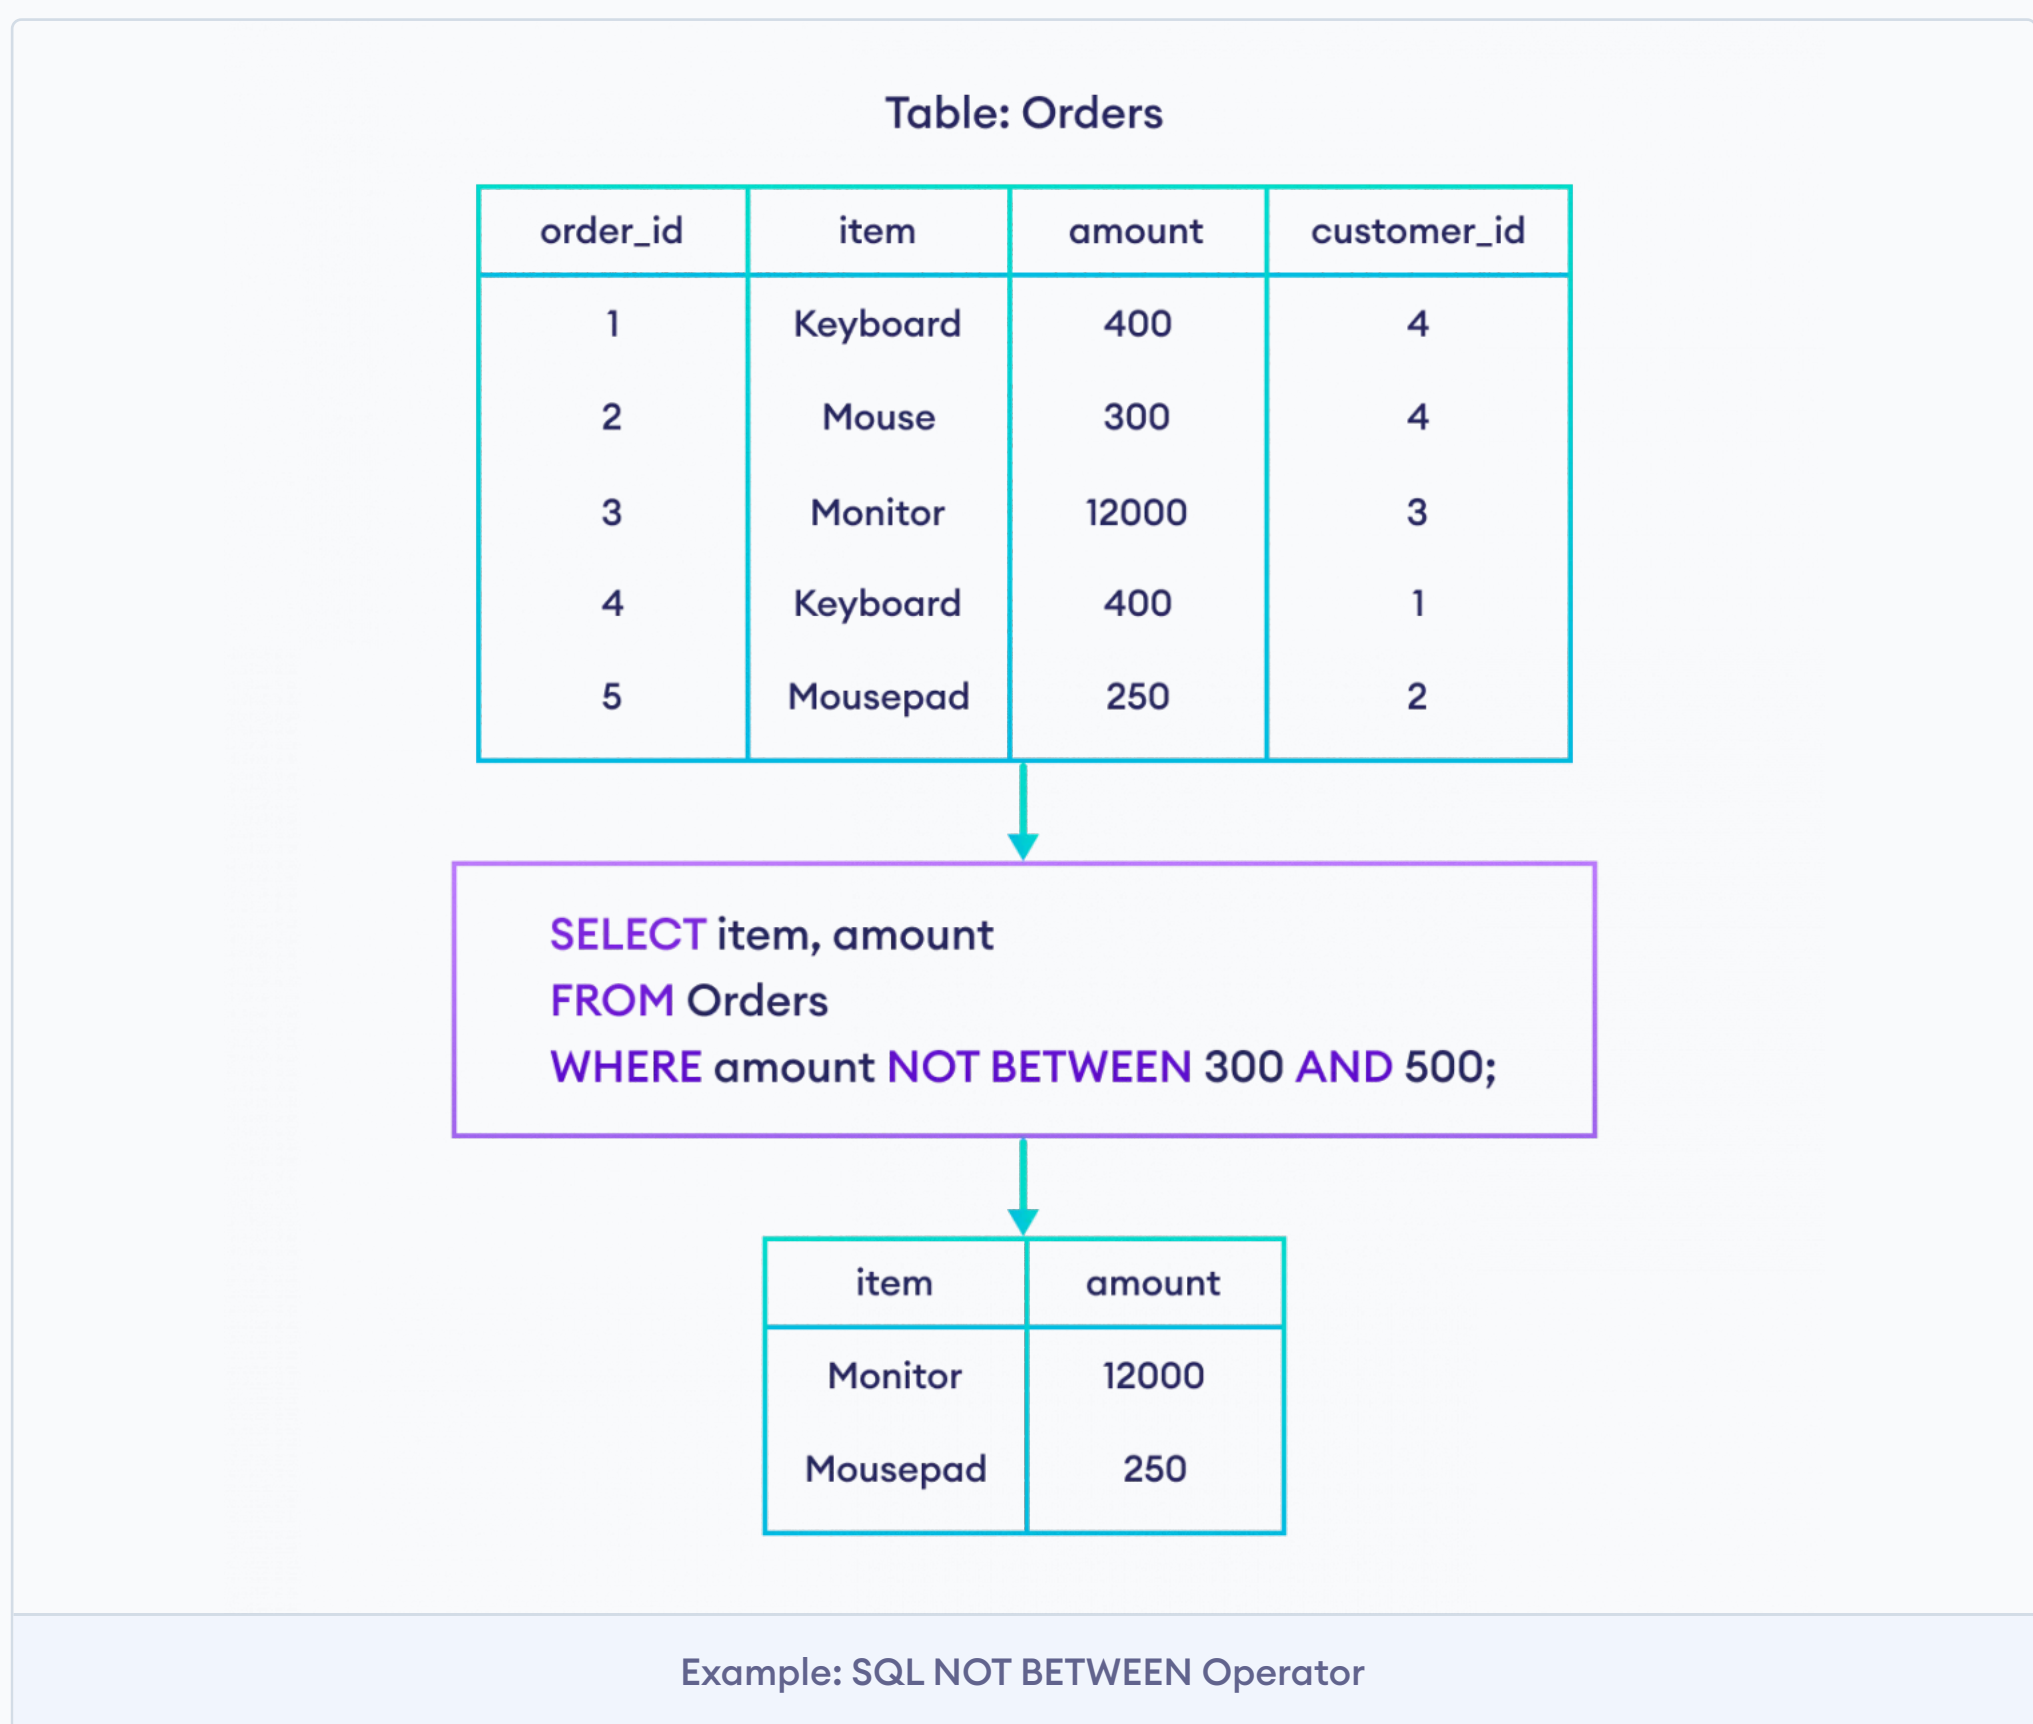 Table: Orders
order_id item amount customer_id
1 Keyboard 400 4
2 Mouse 300 4
3 Monitor 12000 3
4 Keyboard 400 1
5 Mousepad 250 2
SELECT item, amount
FROM Orders
WHERE amount NOT BETWEEN 300 AND 500;
item amount
Monitor 12000
Mousepad 250
Example: SQL NOT BETWEEN Operator